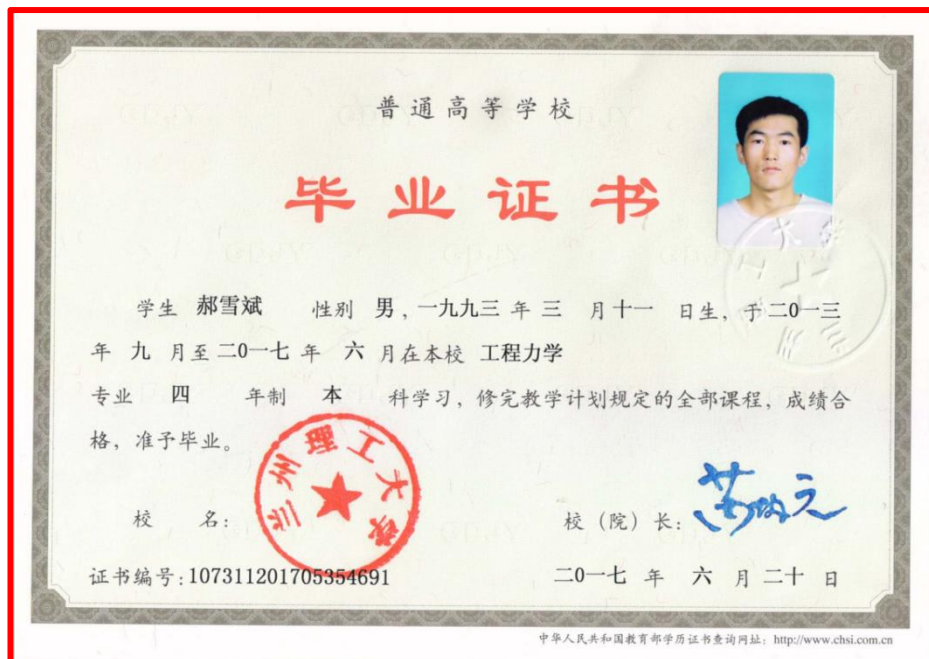 普通高等学校
毕业证书
学生 郝雪斌 性别 男，一九九三 年 三 月 十一 日生，于 二0一三
年 九 月至 二0一七 年 六 月在本校 工程力学
专业 四 年制 本 科学习，修完教学计划规定的全部课程，成绩合
格，准予毕业。
兰州理工大学
校 名：
校（院）长：
证书编号：107311201705354691
二0一七 年 六 月 二十 日
中华人民共和国教育部学历证书查询网址：http://www.chsi.com.cn